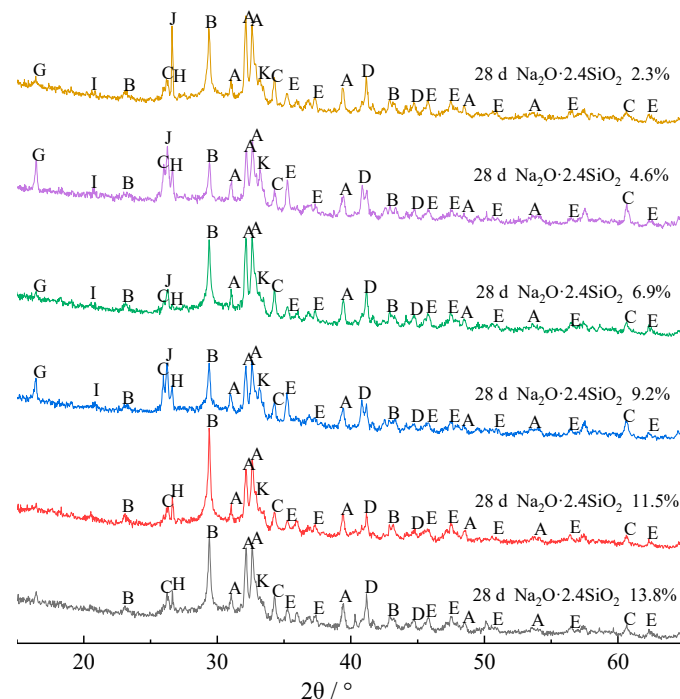 J
B A A
G I B C H A K C E E A D B D E E A E A E C E
28 d Na₂O·2.4SiO₂ 2.3%
J A A
G I B C H B A K C E E A D B D E E A E A E C E
28 d Na₂O·2.4SiO₂ 4.6%
B A A
G I B C J H A K C E E A D B D E E A E A E C E
28 d Na₂O·2.4SiO₂ 6.9%
J B A A
G I B C H A K C E E A D B D E E A E A E C E
28 d Na₂O·2.4SiO₂ 9.2%
B A A
B C H A K C E E A D B D E E A E A E C E
28 d Na₂O·2.4SiO₂ 11.5%
B A A
B C H A K C E E A D B D E E A E A E C E
28 d Na₂O·2.4SiO₂ 13.8%
20 30 40 50 60
2θ / °